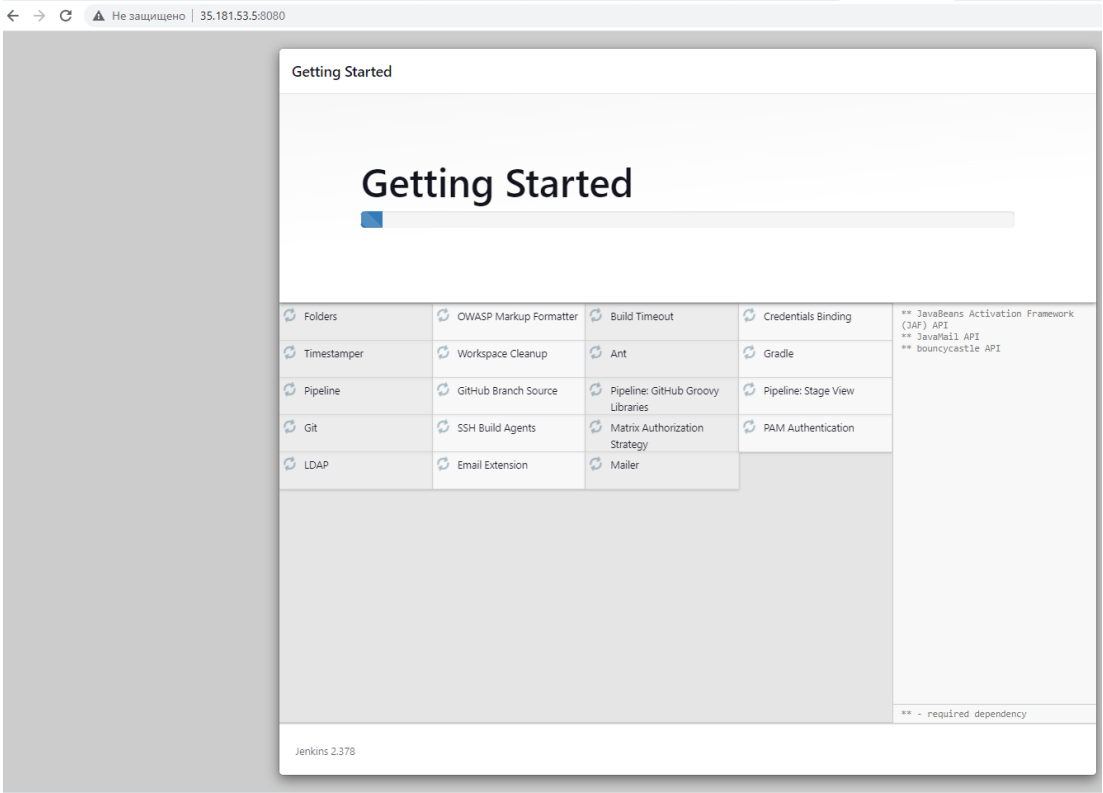 Не защищено | 35.181.53.5:8080
Getting Started
Getting Started
Folders
OWASP Markup Formatter
Build Timeout
Credentials Binding
** JavaBeans Activation Framework
(JAF) API
** JavaMail API
** bouncycastle API
Timestamper
Workspace Cleanup
Ant
Gradle
Pipeline
GitHub Branch Source
Pipeline: GitHub Groovy
Libraries
Pipeline: Stage View
Git
SSH Build Agents
Matrix Authorization
Strategy
PAM Authentication
LDAP
Email Extension
Mailer
** - required dependency
Jenkins 2.378